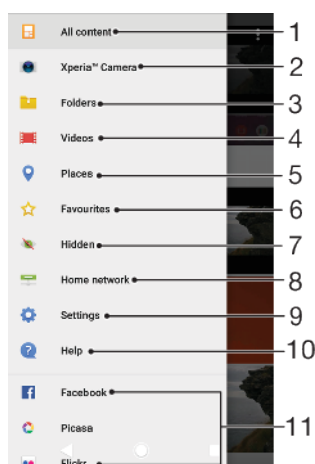 All content 1
Xperia™ Camera 2
Folders 3
Videos 4
Places 5
Favourites 6
Hidden 7
Home network 8
Settings 9
? Help 10
f Facebook
Picasa 11
Flickr